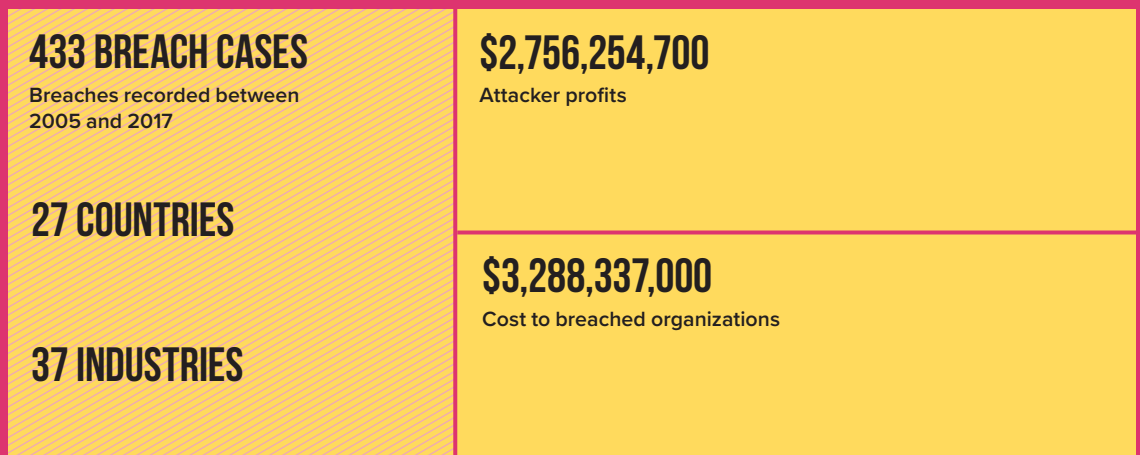 433 BREACH CASES
Breaches recorded between
2005 and 2017
27 COUNTRIES
37 INDUSTRIES
$2,756,254,700
Attacker profits
$3,288,337,000
Cost to breached organizations